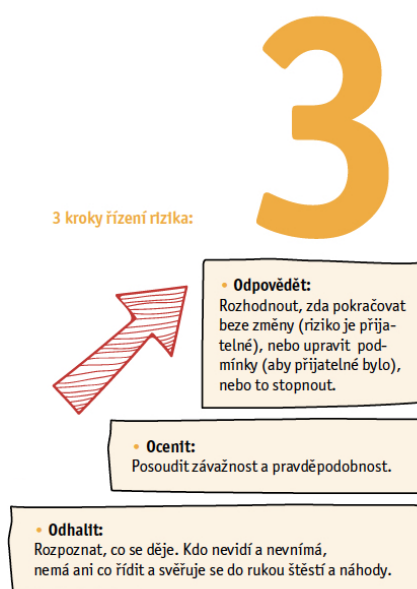 3
3 kroky řízení rizika:
• Odpovědět:
Rozhodnout, zda pokračovat
beze změny (riziko je přija-
telné), nebo upravit pod-
mínky (aby přijatelné bylo),
nebo to stopnout.
• Ocenit:
Posoudit závažnost a pravděpodobnost.
• Odhalit:
Rozpoznat, co se děje. Kdo nevidí a nevnímá,
nemá ani co řídit a svěřuje se do rukou štěstí a náhody.